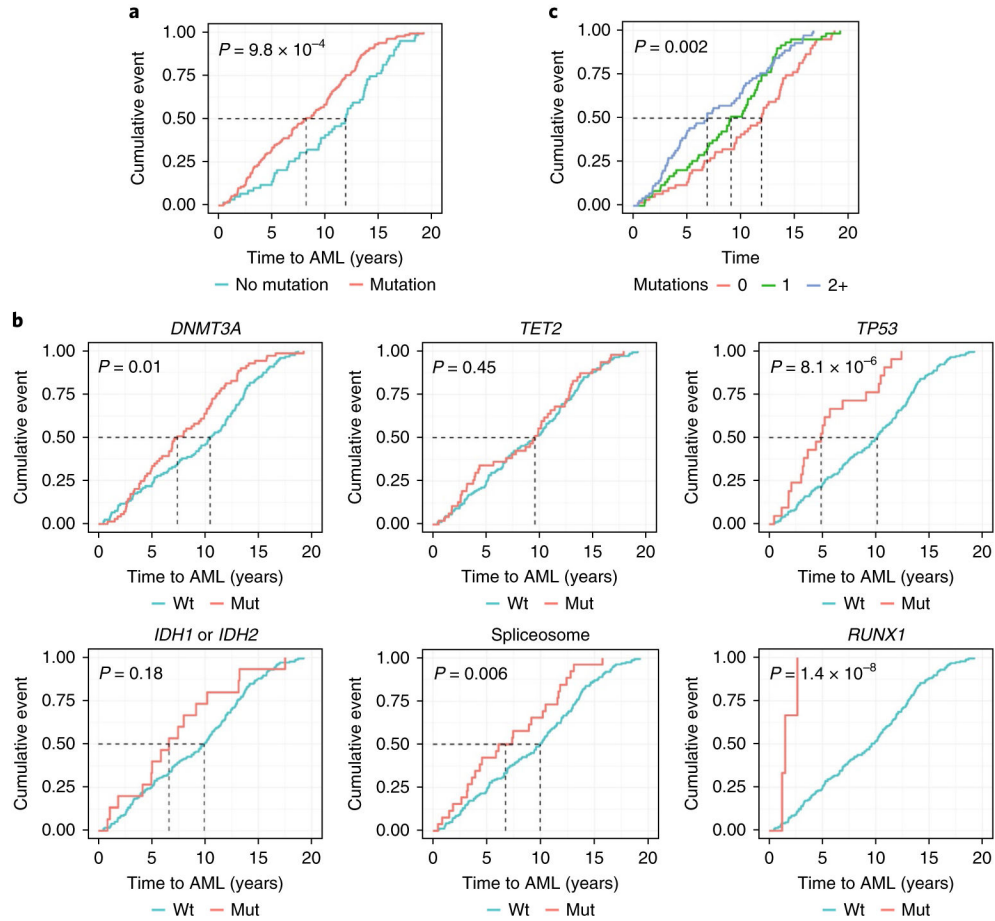 a
P = 9.8 × 10⁻⁴
Cumulative event
1.00
0.75
0.50
0.25
0.00
0 5 10 15 20
Time to AML (years)
No mutation Mutation
c
P = 0.002
Cumulative event
1.00
0.75
0.50
0.25
0.00
0 5 10 15 20
Time
Mutations 0 1 2+
b
DNMT3A
P = 0.01
Cumulative event
1.00
0.75
0.50
0.25
0.00
0 5 10 15 20
Time to AML (years)
Wt Mut
TET2
P = 0.45
Cumulative event
1.00
0.75
0.50
0.25
0.00
0 5 10 15 20
Time to AML (years)
Wt Mut
TP53
P = 8.1 × 10⁻⁶
Cumulative event
1.00
0.75
0.50
0.25
0.00
0 5 10 15 20
Time to AML (years)
Wt Mut
IDH1 or IDH2
P = 0.18
Cumulative event
1.00
0.75
0.50
0.25
0.00
0 5 10 15 20
Time to AML (years)
Wt Mut
Spliceosome
P = 0.006
Cumulative event
1.00
0.75
0.50
0.25
0.00
0 5 10 15 20
Time to AML (years)
Wt Mut
RUNX1
P = 1.4 × 10⁻⁸
Cumulative event
1.00
0.75
0.50
0.25
0.00
0 5 10 15 20
Time to AML (years)
Wt Mut